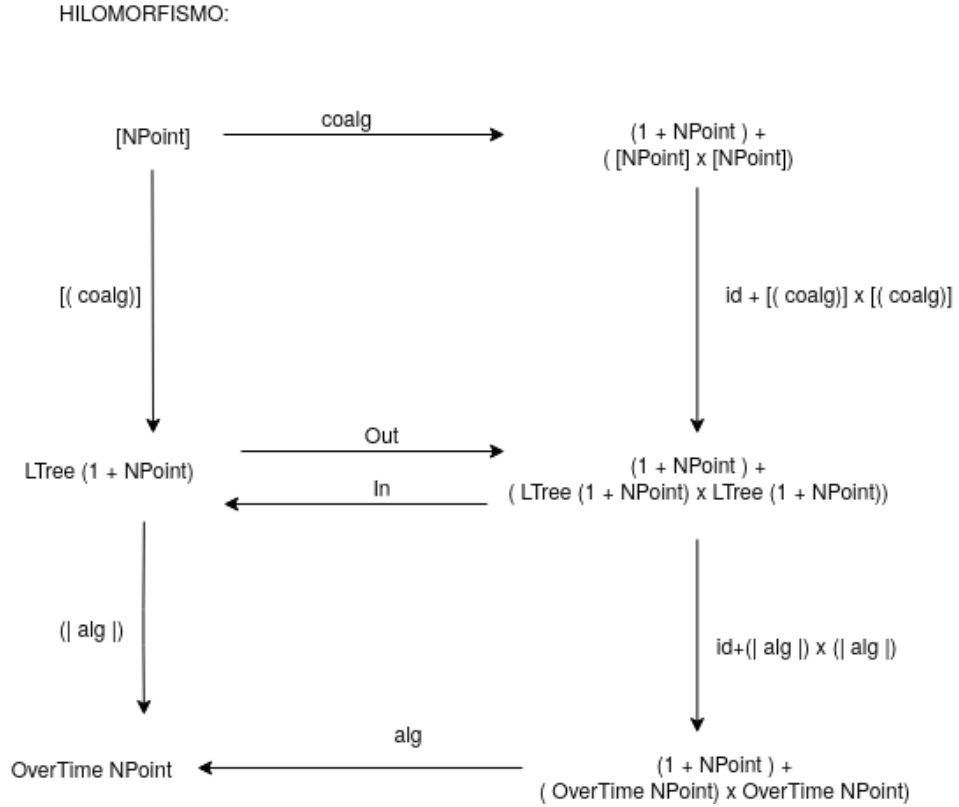 HILOMORFISMO:
[NPoint]
coalg
(1 + NPoint ) +
( [NPoint] x [NPoint])
[( coalg)]
id + [( coalg)] x [( coalg)]
LTree (1 + NPoint)
Out
In
(1 + NPoint ) +
( LTree (1 + NPoint) x LTree (1 + NPoint))
(| alg |)
id+(| alg |) x (| alg |)
OverTime NPoint
alg
(1 + NPoint ) +
( OverTime NPoint) x OverTime NPoint)